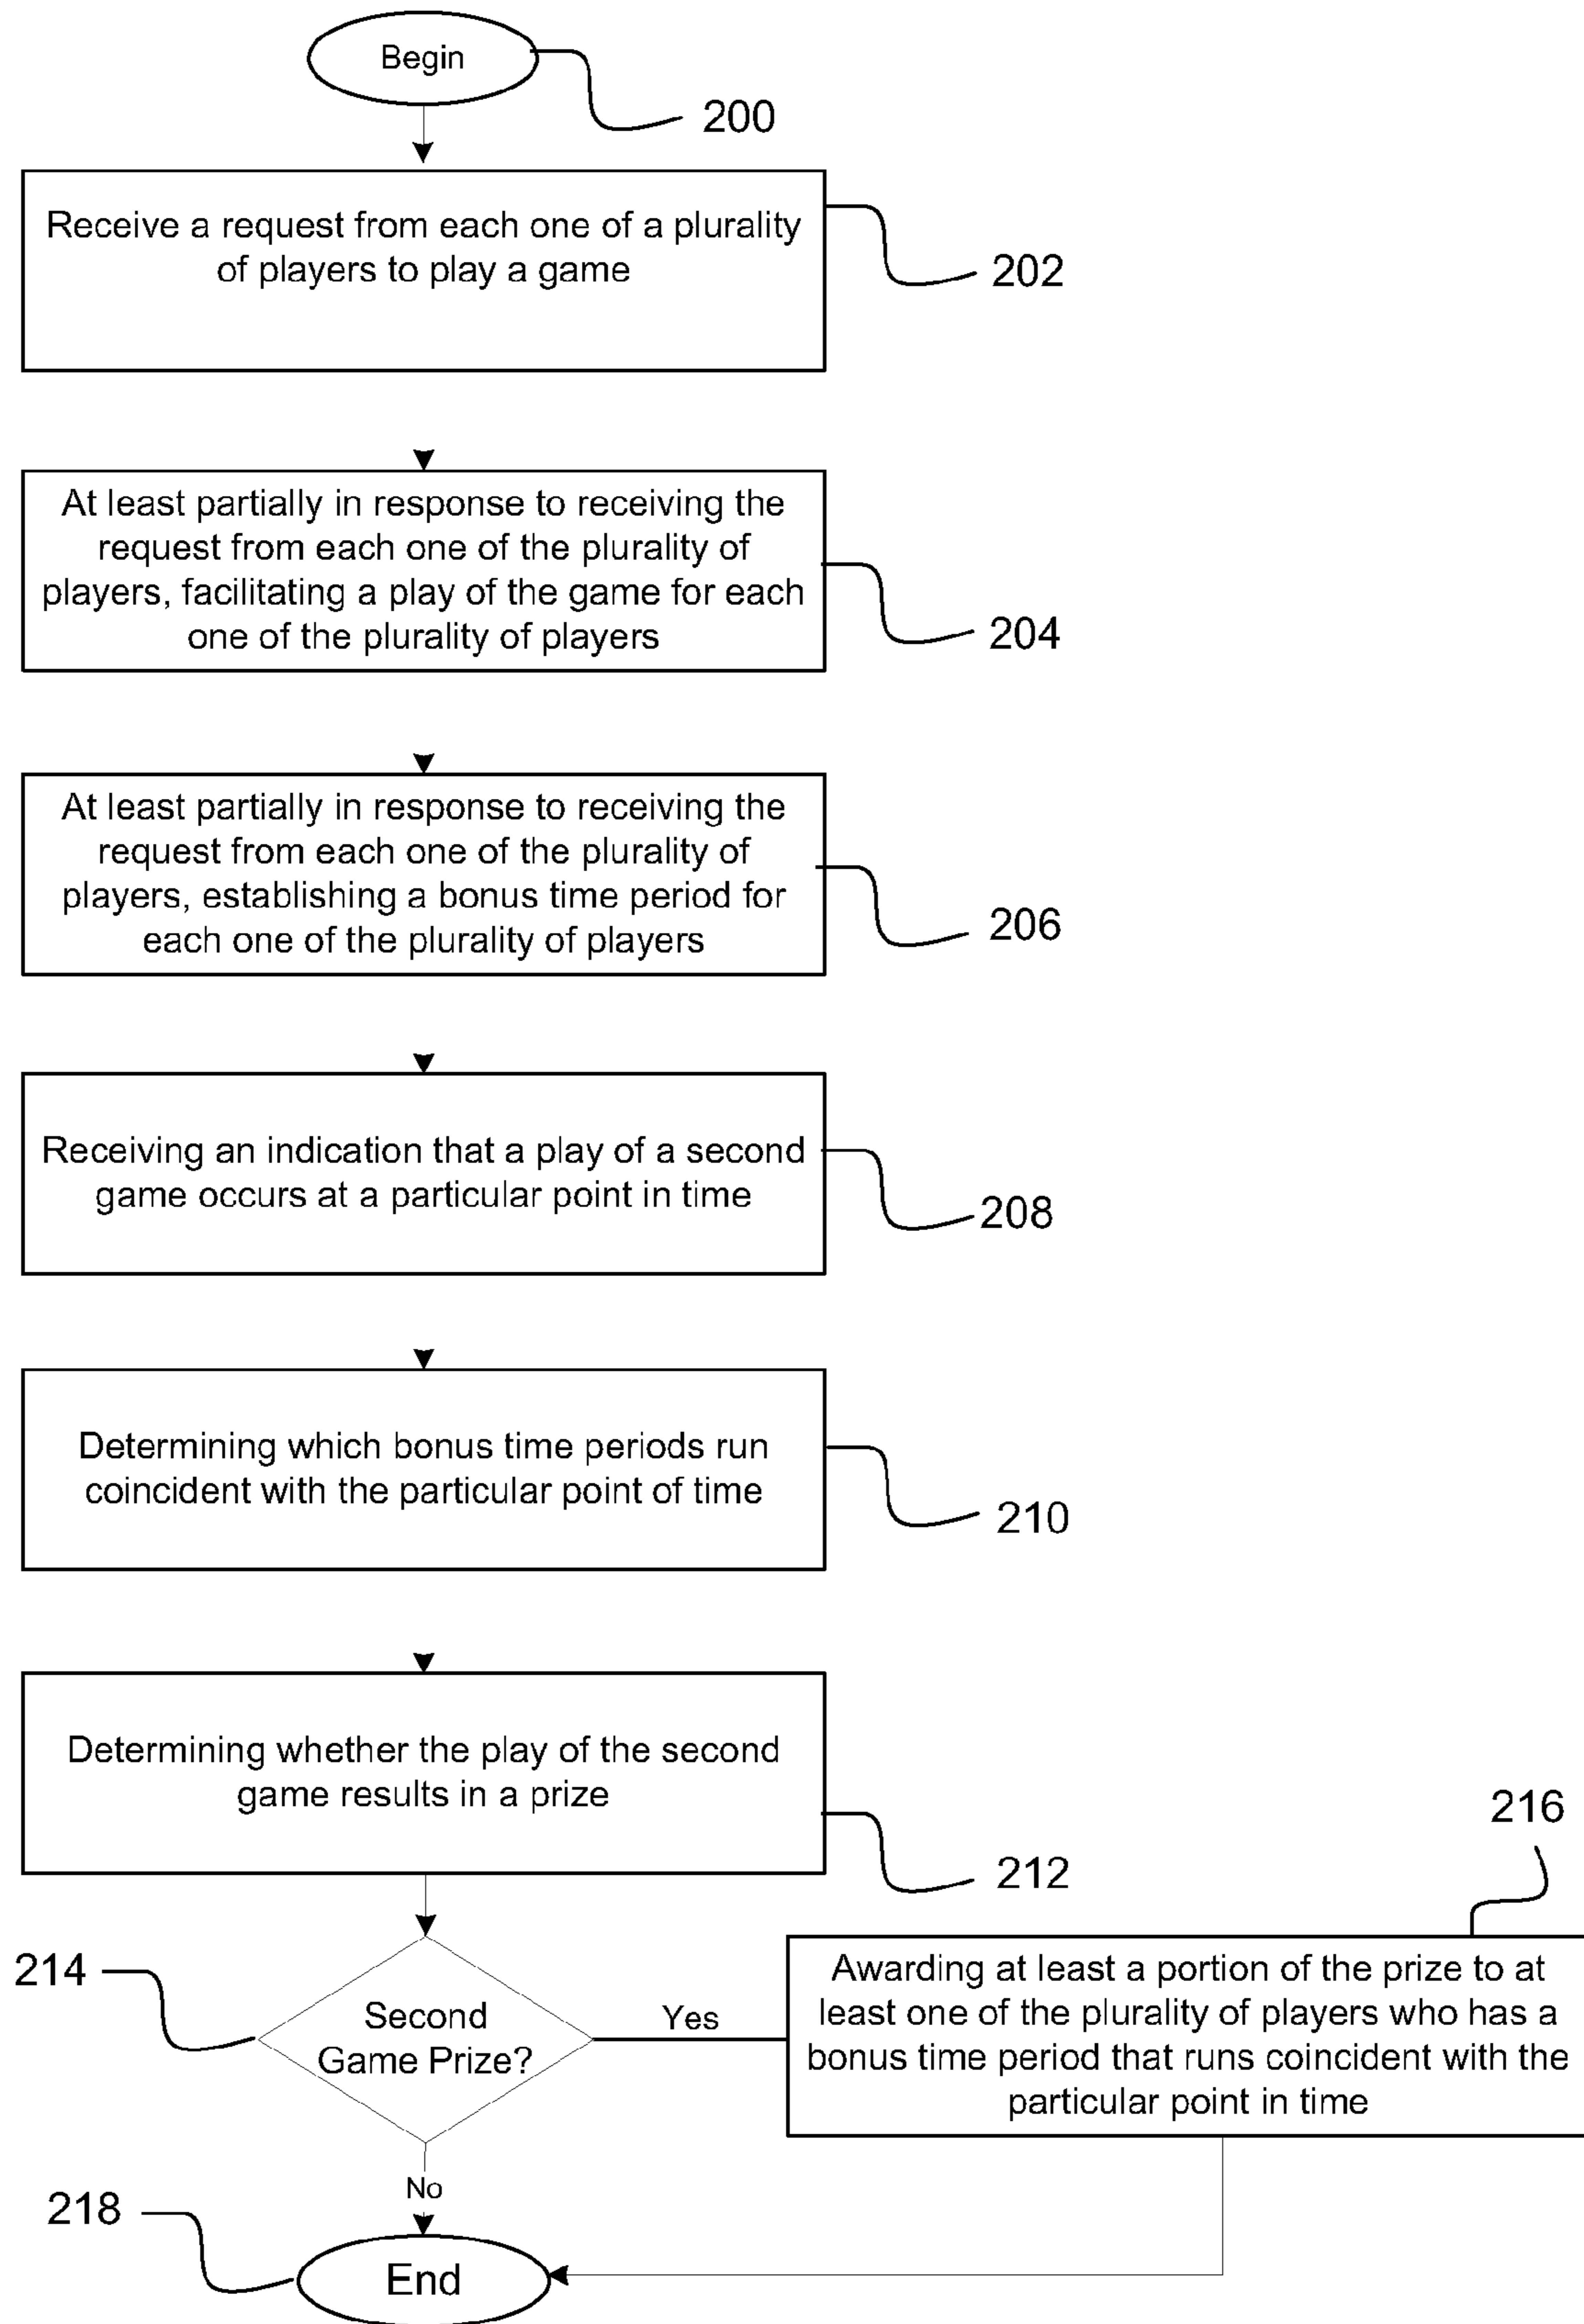 Begin
200
Receive a request from each one of a plurality
of players to play a game
202
At least partially in response to receiving the
request from each one of the plurality of
players, facilitating a play of the game for each
one of the plurality of players
204
At least partially in response to receiving the
request from each one of the plurality of
players, establishing a bonus time period for
each one of the plurality of players
206
Receiving an indication that a play of a second
game occurs at a particular point in time
208
Determining which bonus time periods run
coincident with the particular point of time
210
Determining whether the play of the second
game results in a prize
212
214
Second
Game Prize?
Yes
216
Awarding at least a portion of the prize to at
least one of the plurality of players who has a
bonus time period that runs coincident with the
particular point in time
No
218
End